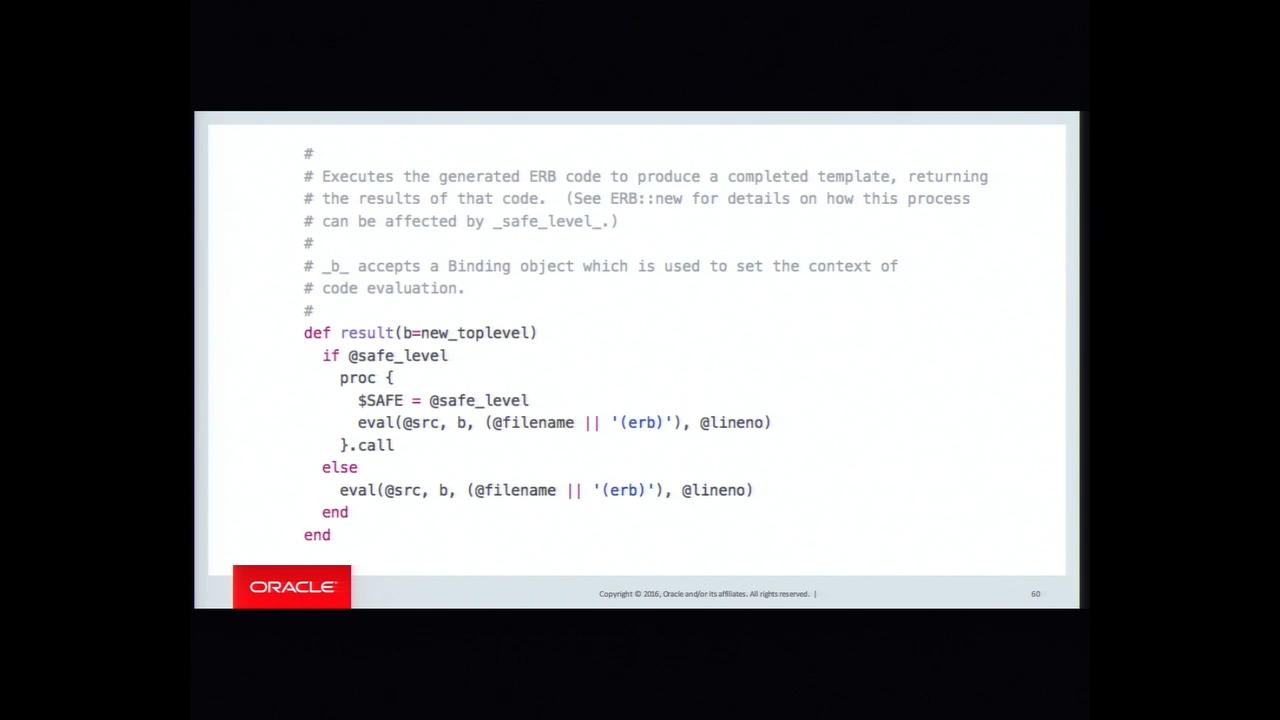 #
# Executes the generated ERB code to produce a completed template, returning
# the results of that code.  (See ERB::new for details on how this process
# can be affected by _safe_level_.)
#
# _b_ accepts a Binding object which is used to set the context of
# code evaluation.
#
def result(b=new_toplevel)
  if @safe_level
    proc {
      $SAFE = @safe_level
      eval(@src, b, (@filename || '(erb)'), @lineno)
    }.call
  else
    eval(@src, b, (@filename || '(erb)'), @lineno)
  end
end
ORACLE
Copyright © 2016, Oracle and/or its affiliates. All rights reserved. |
60